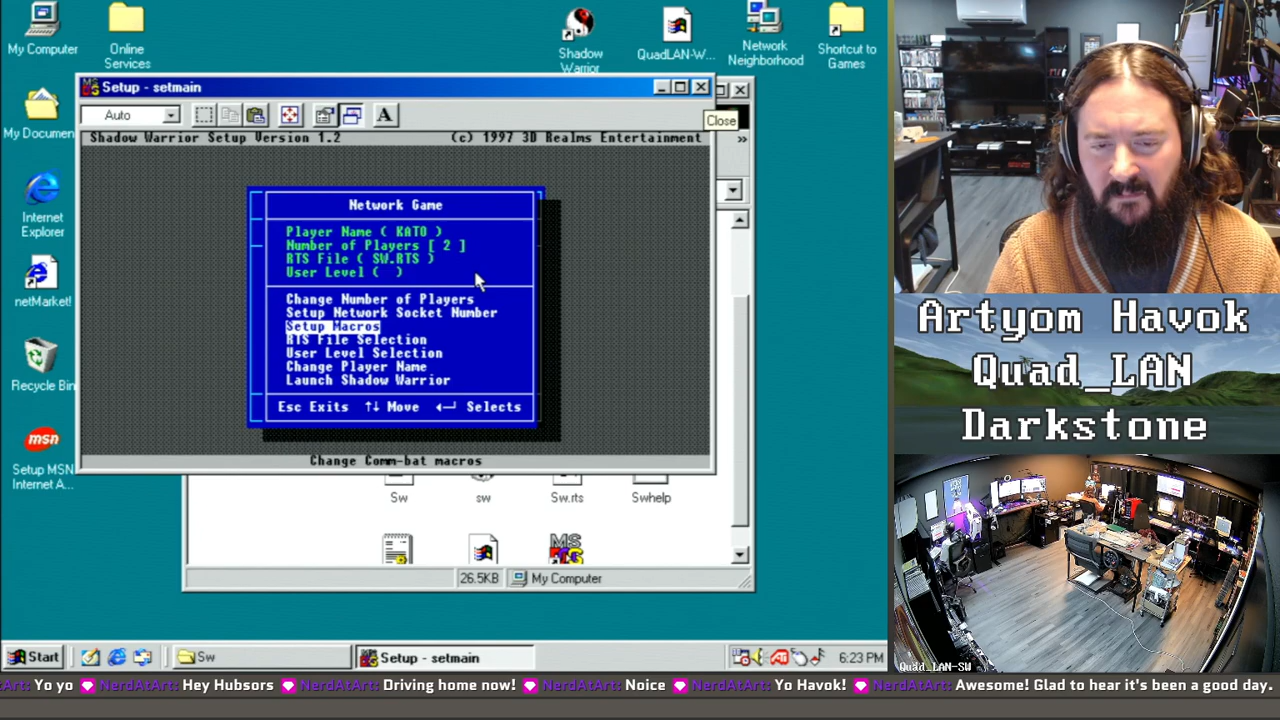 My Computer
Online
Services
Shadow
Warrior
QuadLAN-W...
Network
Neighborhood
Shortcut to
Games
Setup - setmain
Auto
A
Close
My Documen
Shadow Warrior Setup Version 1.2
(c) 1997 3D Realms Entertainment
»
Network Game
Player Name ( KATO )
Number of Players [ 2 ]
RTS File ( SW.RTS )
User Level (  )
Internet
Explorer
Change Number of Players
Setup Network Socket Number
Setup Macros
RTS File Selection
User Level Selection
Change Player Name
Launch Shadow Warrior
netMarket!
Esc Exits ↑↓ Move ←┘ Selects
Recycle Bin
Change Comm-bat macros
msn
Setup MSN
Internet A...
Sw
sw
Sw.rts
Swhelp
26.5KB
My Computer
Start
Sw
Setup - setmain
6:23 PM
Artyom Havok
Quad_LAN
Darkstone
Quad_LAN-SW
Art: Yo yo NerdAtArt: Hey Hubsors NerdAtArt: Driving home now! NerdAtArt: Noice NerdAtArt: Yo Havok! NerdAtArt: Awesome! Glad to hear it's been a good day.